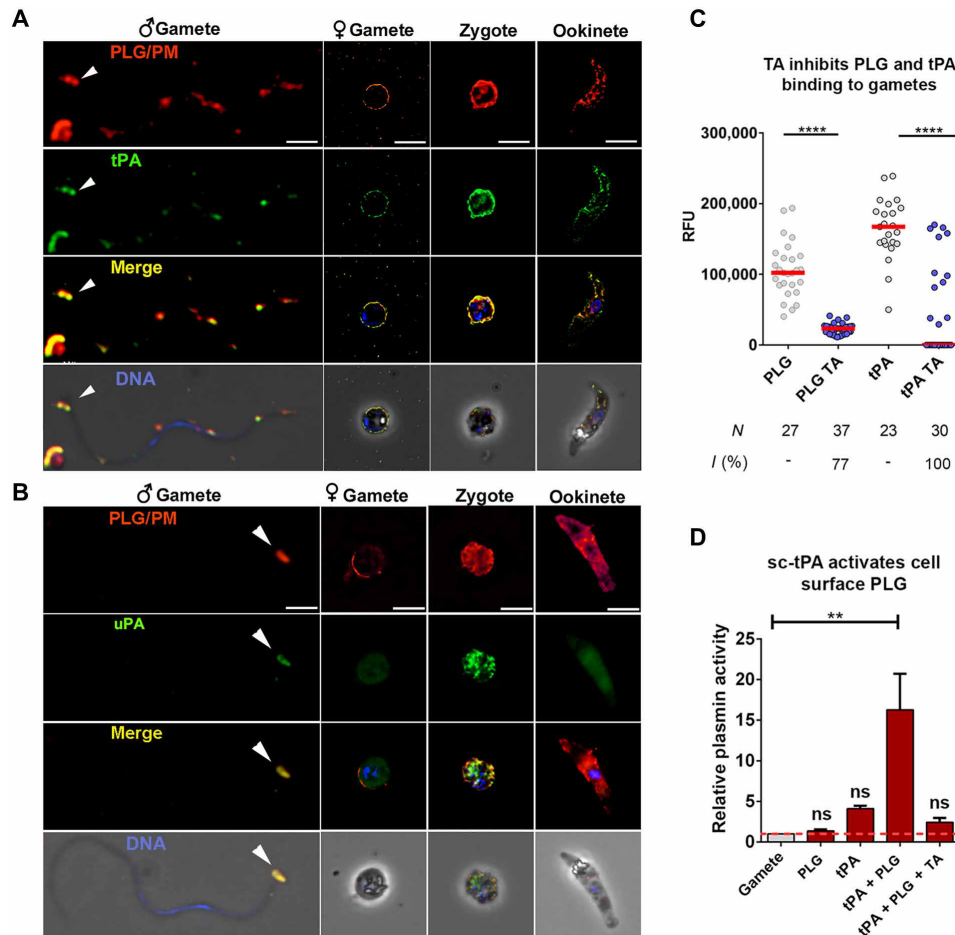 A
♂Gamete ♀ Gamete Zygote Ookinete
PLG/PM
tPA
Merge
DNA
B
♂Gamete ♀ Gamete Zygote Ookinete
PLG/PM
uPA
Merge
DNA
C
TA inhibits PLG and tPA
binding to gametes
**** ****
300,000
200,000
100,000
0
RFU
PLG PLG TA tPA tPA TA
N 27 37 23 30
I (%) - 77 - 100
D
sc-tPA activates cell
surface PLG
**
25
20
15
10
5
0
Relative plasmin activity
ns ns ns
Gamete PLG tPA tPA + PLG tPA + PLG + TA